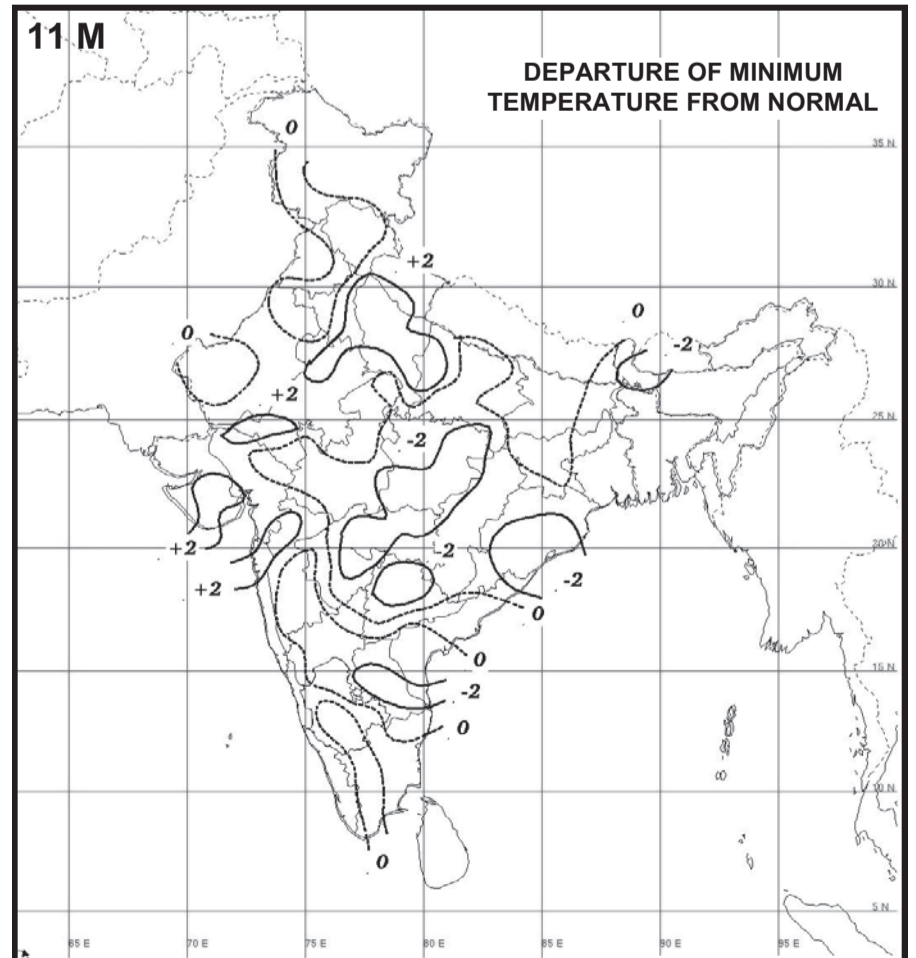 11 M
DEPARTURE OF MINIMUM
TEMPERATURE FROM NORMAL
0
35 N
+2
30 N
0
0
-2
+2
25 N
-2
+2
-2
20 N
-2
+2
0
0
15 N
-2
0
10 N
0
5 N
65 E
70 E
75 E
80 E
85 E
90 E
95 E